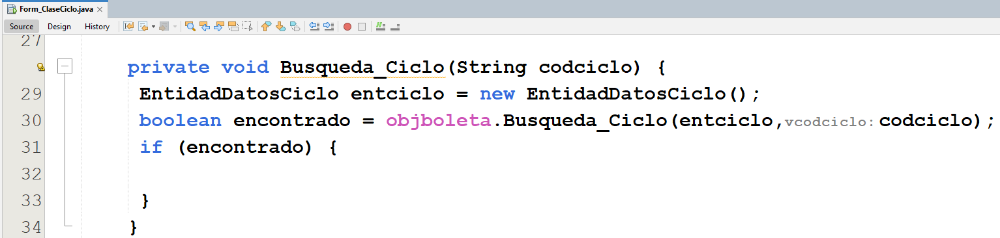 Form_ClaseCiclo.java ×
Source Design History
27
private void Busqueda_Ciclo(String codciclo) {
29 EntidadDatosCiclo entciclo = new EntidadDatosCiclo();
30 boolean encontrado = objboleta.Busqueda_Ciclo(entciclo,vcodciclo: codciclo);
31 if (encontrado) {
32
33 }
34 }